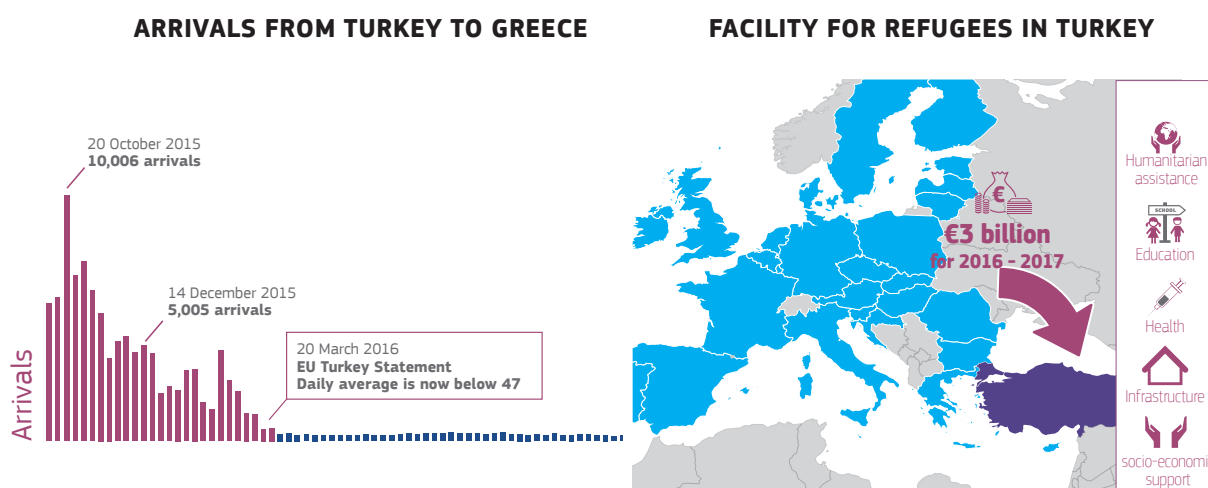 ARRIVALS FROM TURKEY TO GREECE
20 October 2015
10,006 arrivals
14 December 2015
5,005 arrivals
20 March 2016
EU Turkey Statement
Daily average is now below 47
Arrivals
FACILITY FOR REFUGEES IN TURKEY
€
€3 billion
for 2016 - 2017
Humanitarian
assistance
SCHOOL
Education
Health
Infrastructure
socio-economi
support